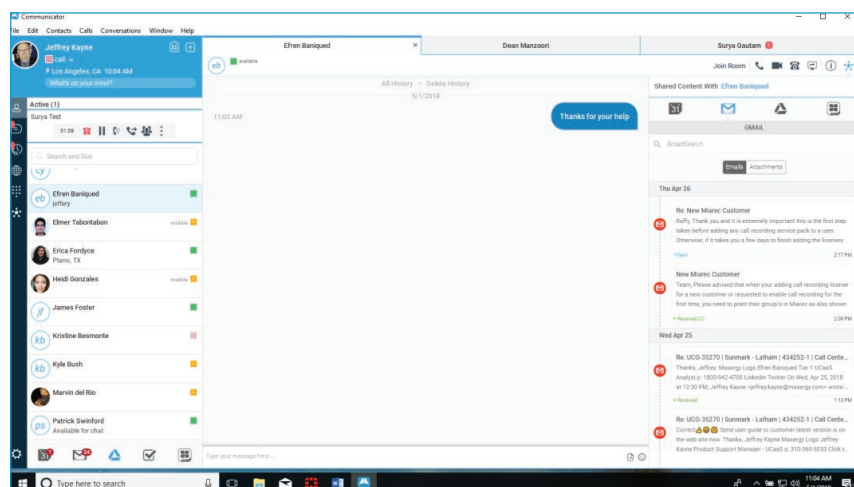 Communicator
File Edit Contacts Calls Conversations Window Help
Jeffrey Kayne
call
Los Angeles, CA 10:04 AM
What's on your mind?
Active (1)
Surya Test
01:58
Search and Dial
cy
eb
Efren Baniqued
jeffery
Elmer Tabontabon
mobile
Erica Fordyce
Plano, TX
Heidi Gonzales
mobile
jf
James Foster
kb
Kristine Besmonte
kb
Kyle Bush
Marvin del Rio
ps
Patrick Swinford
Available for chat
31
24
Efren Baniqued
Dean Manzoori
Surya Gautam
eb
available
Join Room
All History • Delete History
5/1/2018
11:03 AM
Thanks for your help
Type your message here...
Shared Content With Efren Baniqued
31
GMAIL
BroadSearch
Emails Attachments
Thu Apr 26
Re: New Miarec Customer
Raffy, Thank you and it is extremely important this is the first step
taken before adding any call recording service pack to a user.
Otherwise, if it takes you a few days to finish adding the licenses
Sent
2:17 PM
New Miarec Customer
Team, Please advised that when your adding call recording license
for a new customer or requested to enable call recording for the
first time, you need to point their group/s in Miarec as also shown
Received CC
2:09 PM
Wed Apr 25
Re: UCO-35270 | Sunmark - Latham | 434252-1 | Call Cente...
Thanks, Jeffrey Masergy Logo Efren Baniqued Tier 1 UCaaS
Analyst p: 1800-942-4700 LinkedIn Twitter On Wed, Apr 25, 2018
at 12:30 PM, Jeffrey Kayne <jeffrey.kayne@masergy.com> wrote:...
Received
1:13 PM
Re: UCO-35270 | Sunmark - Latham | 434252-1 | Call Cente...
Correct Send user guide to customer latest version is on
the web site now. Thanks, Jeffrey Kayne Masergy Logo Jeffrey
Kayne Product Support Manager - UCaaS p: 310-360-5033 Click t...
Type here to search
11:04 AM